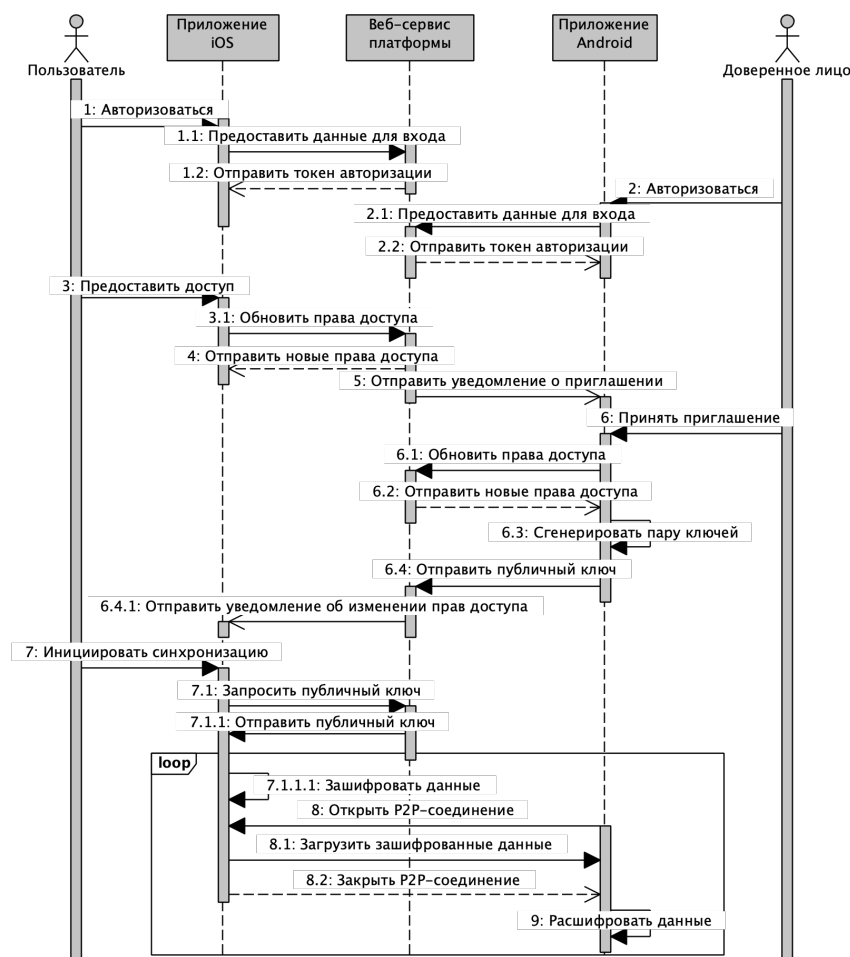 Приложение
iOS
Веб-сервис
платформы
Приложение
Android
Пользователь
Доверенное лицо
1: Авторизоваться
1.1: Предоставить данные для входа
1.2: Отправить токен авторизации
2: Авторизоваться
2.1: Предоставить данные для входа
2.2: Отправить токен авторизации
3: Предоставить доступ
3.1: Обновить права доступа
4: Отправить новые права доступа
5: Отправить уведомление о приглашении
6: Принять приглашение
6.1: Обновить права доступа
6.2: Отправить новые права доступа
6.3: Сгенерировать пару ключей
6.4: Отправить публичный ключ
6.4.1: Отправить уведомление об изменении прав доступа
7: Инициировать синхронизацию
7.1: Запросить публичный ключ
7.1.1: Отправить публичный ключ
loop
7.1.1.1: Зашифровать данные
8: Открыть P2P-соединение
8.1: Загрузить зашифрованные данные
8.2: Закрыть P2P-соединение
9: Расшифровать данные